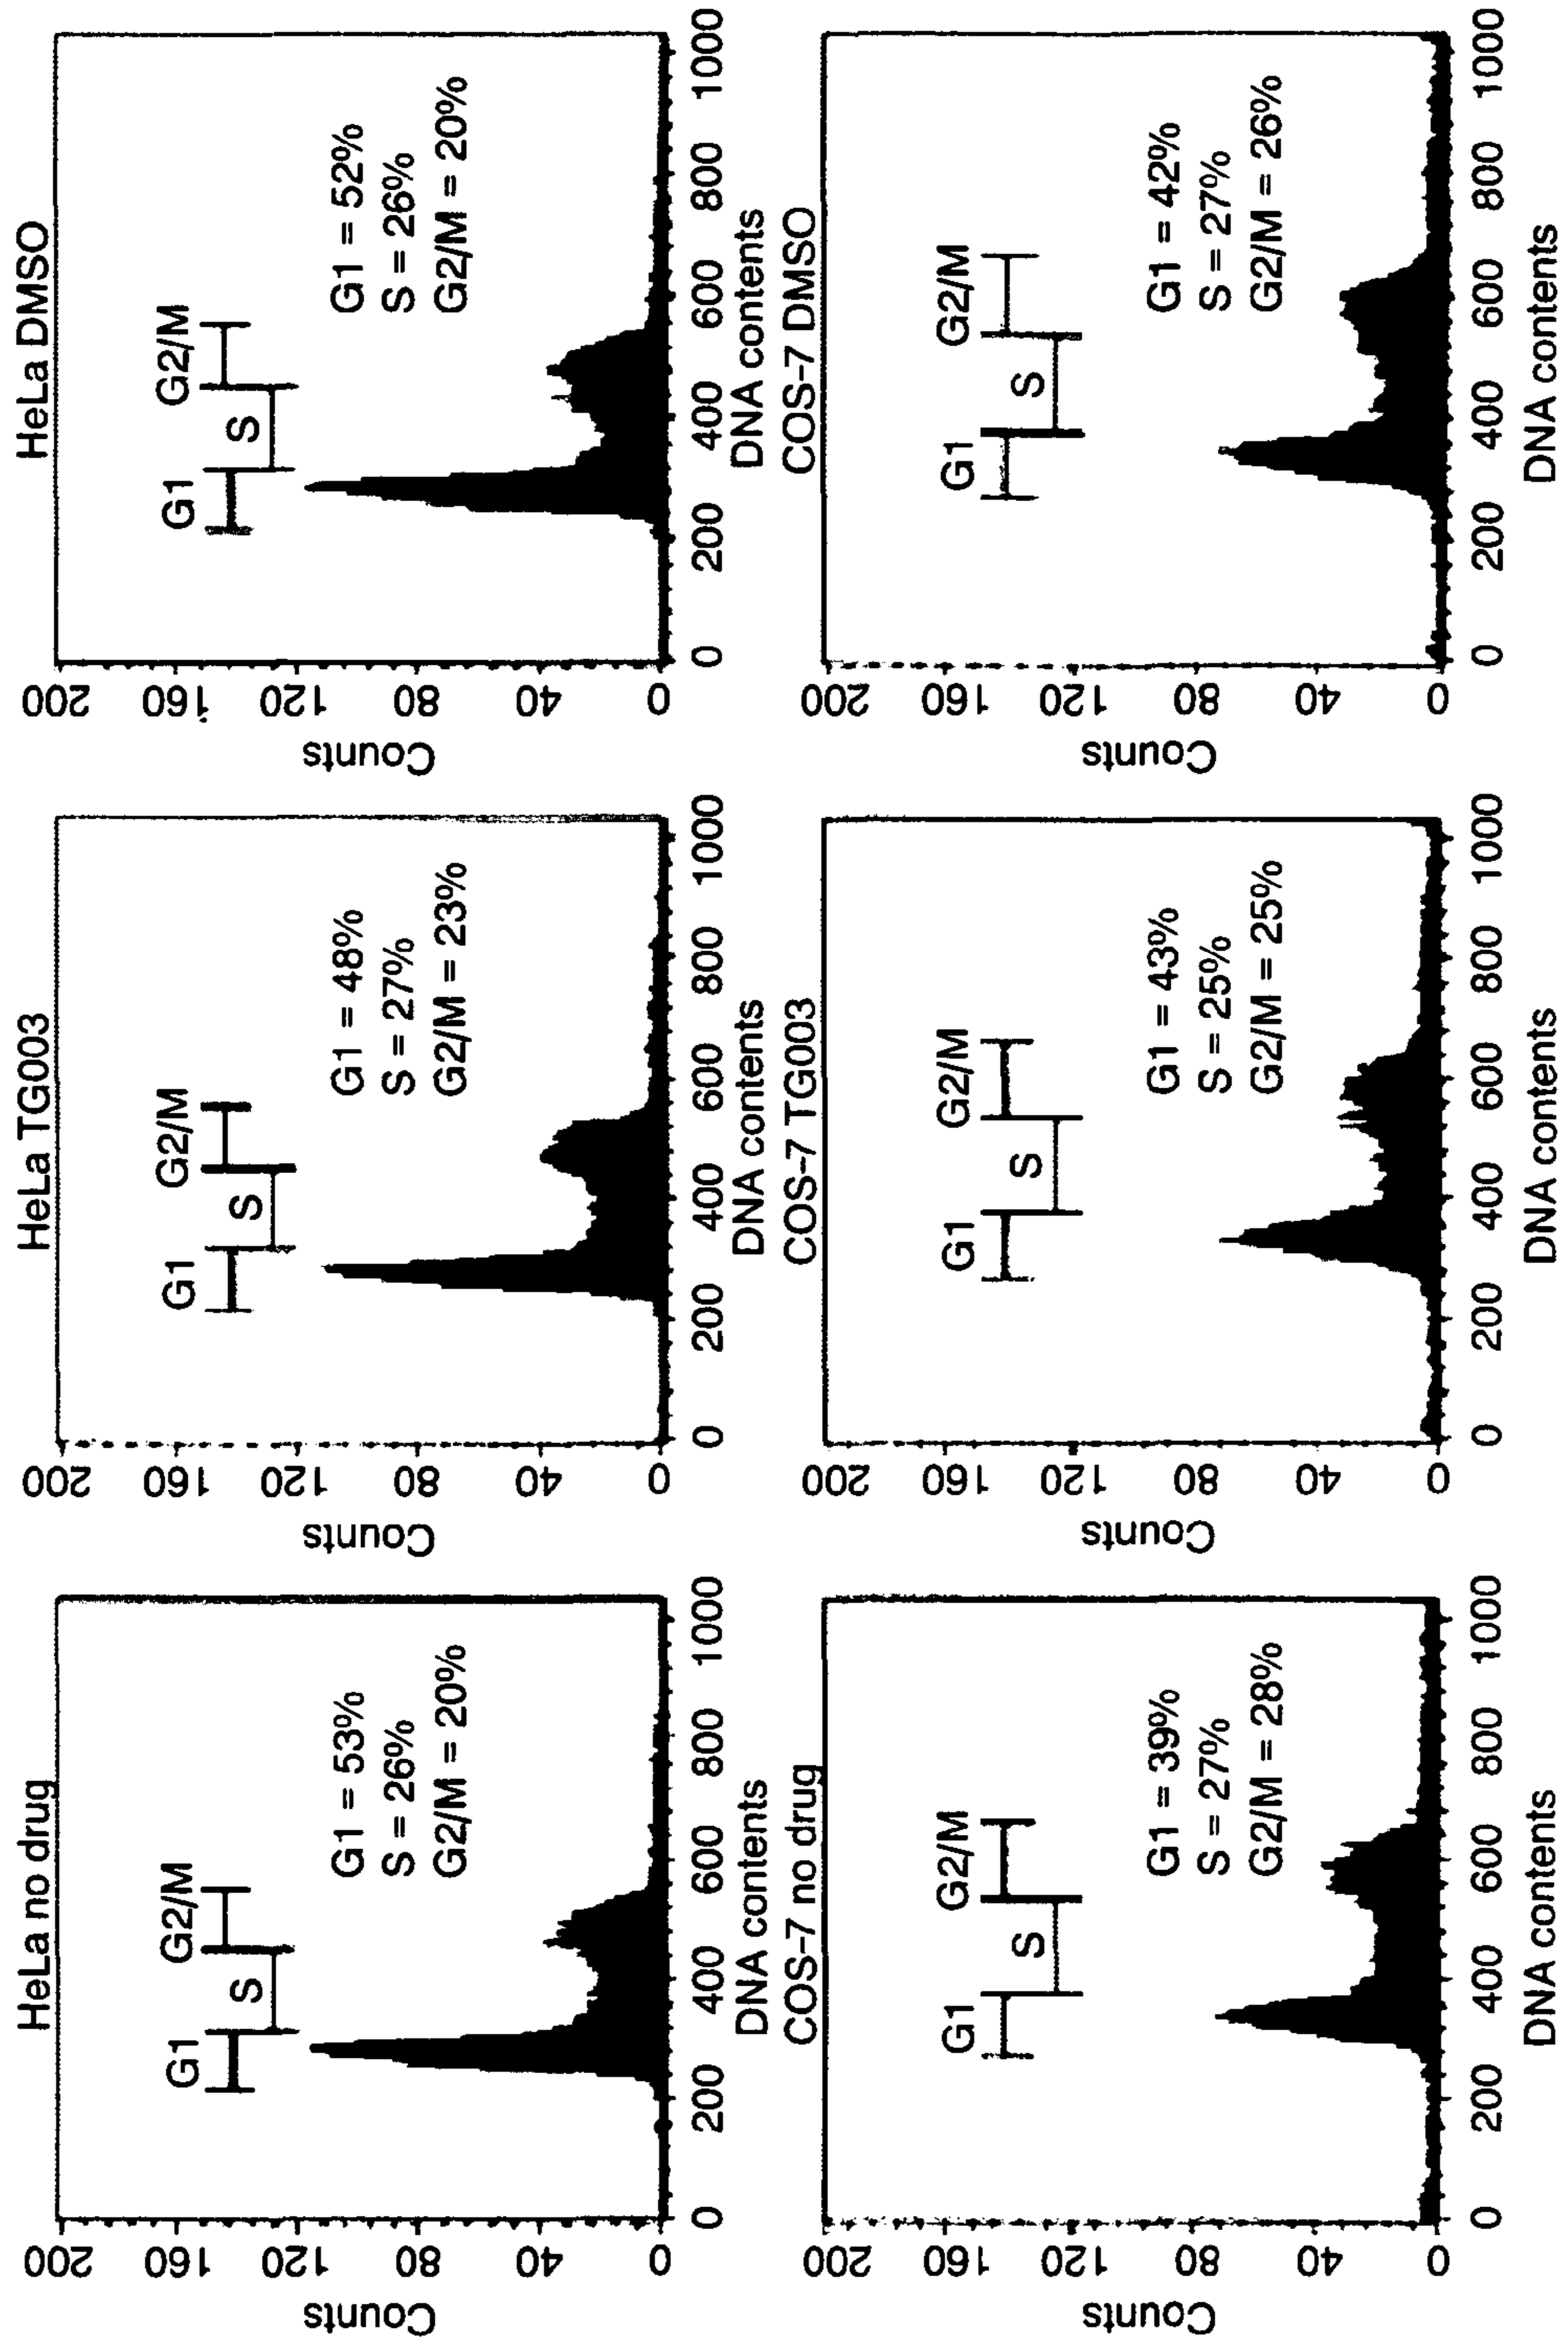 HeLa no drug
200
160
120
80
40
0
Counts
G1
S
G2/M
G1 = 53%
S = 26%
G2/M = 20%
0 200 400 600 800 1000
DNA contents
HeLa TG003
200
160
120
80
40
0
Counts
G1
S
G2/M
G1 = 48%
S = 27%
G2/M = 23%
0 200 400 600 800 1000
DNA contents
HeLa DMSO
200
160
120
80
40
0
Counts
G1
S
G2/M
G1 = 52%
S = 26%
G2/M = 20%
0 200 400 600 800 1000
DNA contents
COS-7 no drug
200
160
120
80
40
0
Counts
G1
S
G2/M
G1 = 39%
S = 27%
G2/M = 28%
0 200 400 600 800 1000
DNA contents
COS-7 TG003
200
160
120
80
40
0
Counts
G1
S
G2/M
G1 = 43%
S = 25%
G2/M = 25%
0 200 400 600 800 1000
DNA contents
COS-7 DMSO
200
160
120
80
40
0
Counts
G1
S
G2/M
G1 = 42%
S = 27%
G2/M = 26%
0 200 400 600 800 1000
DNA contents